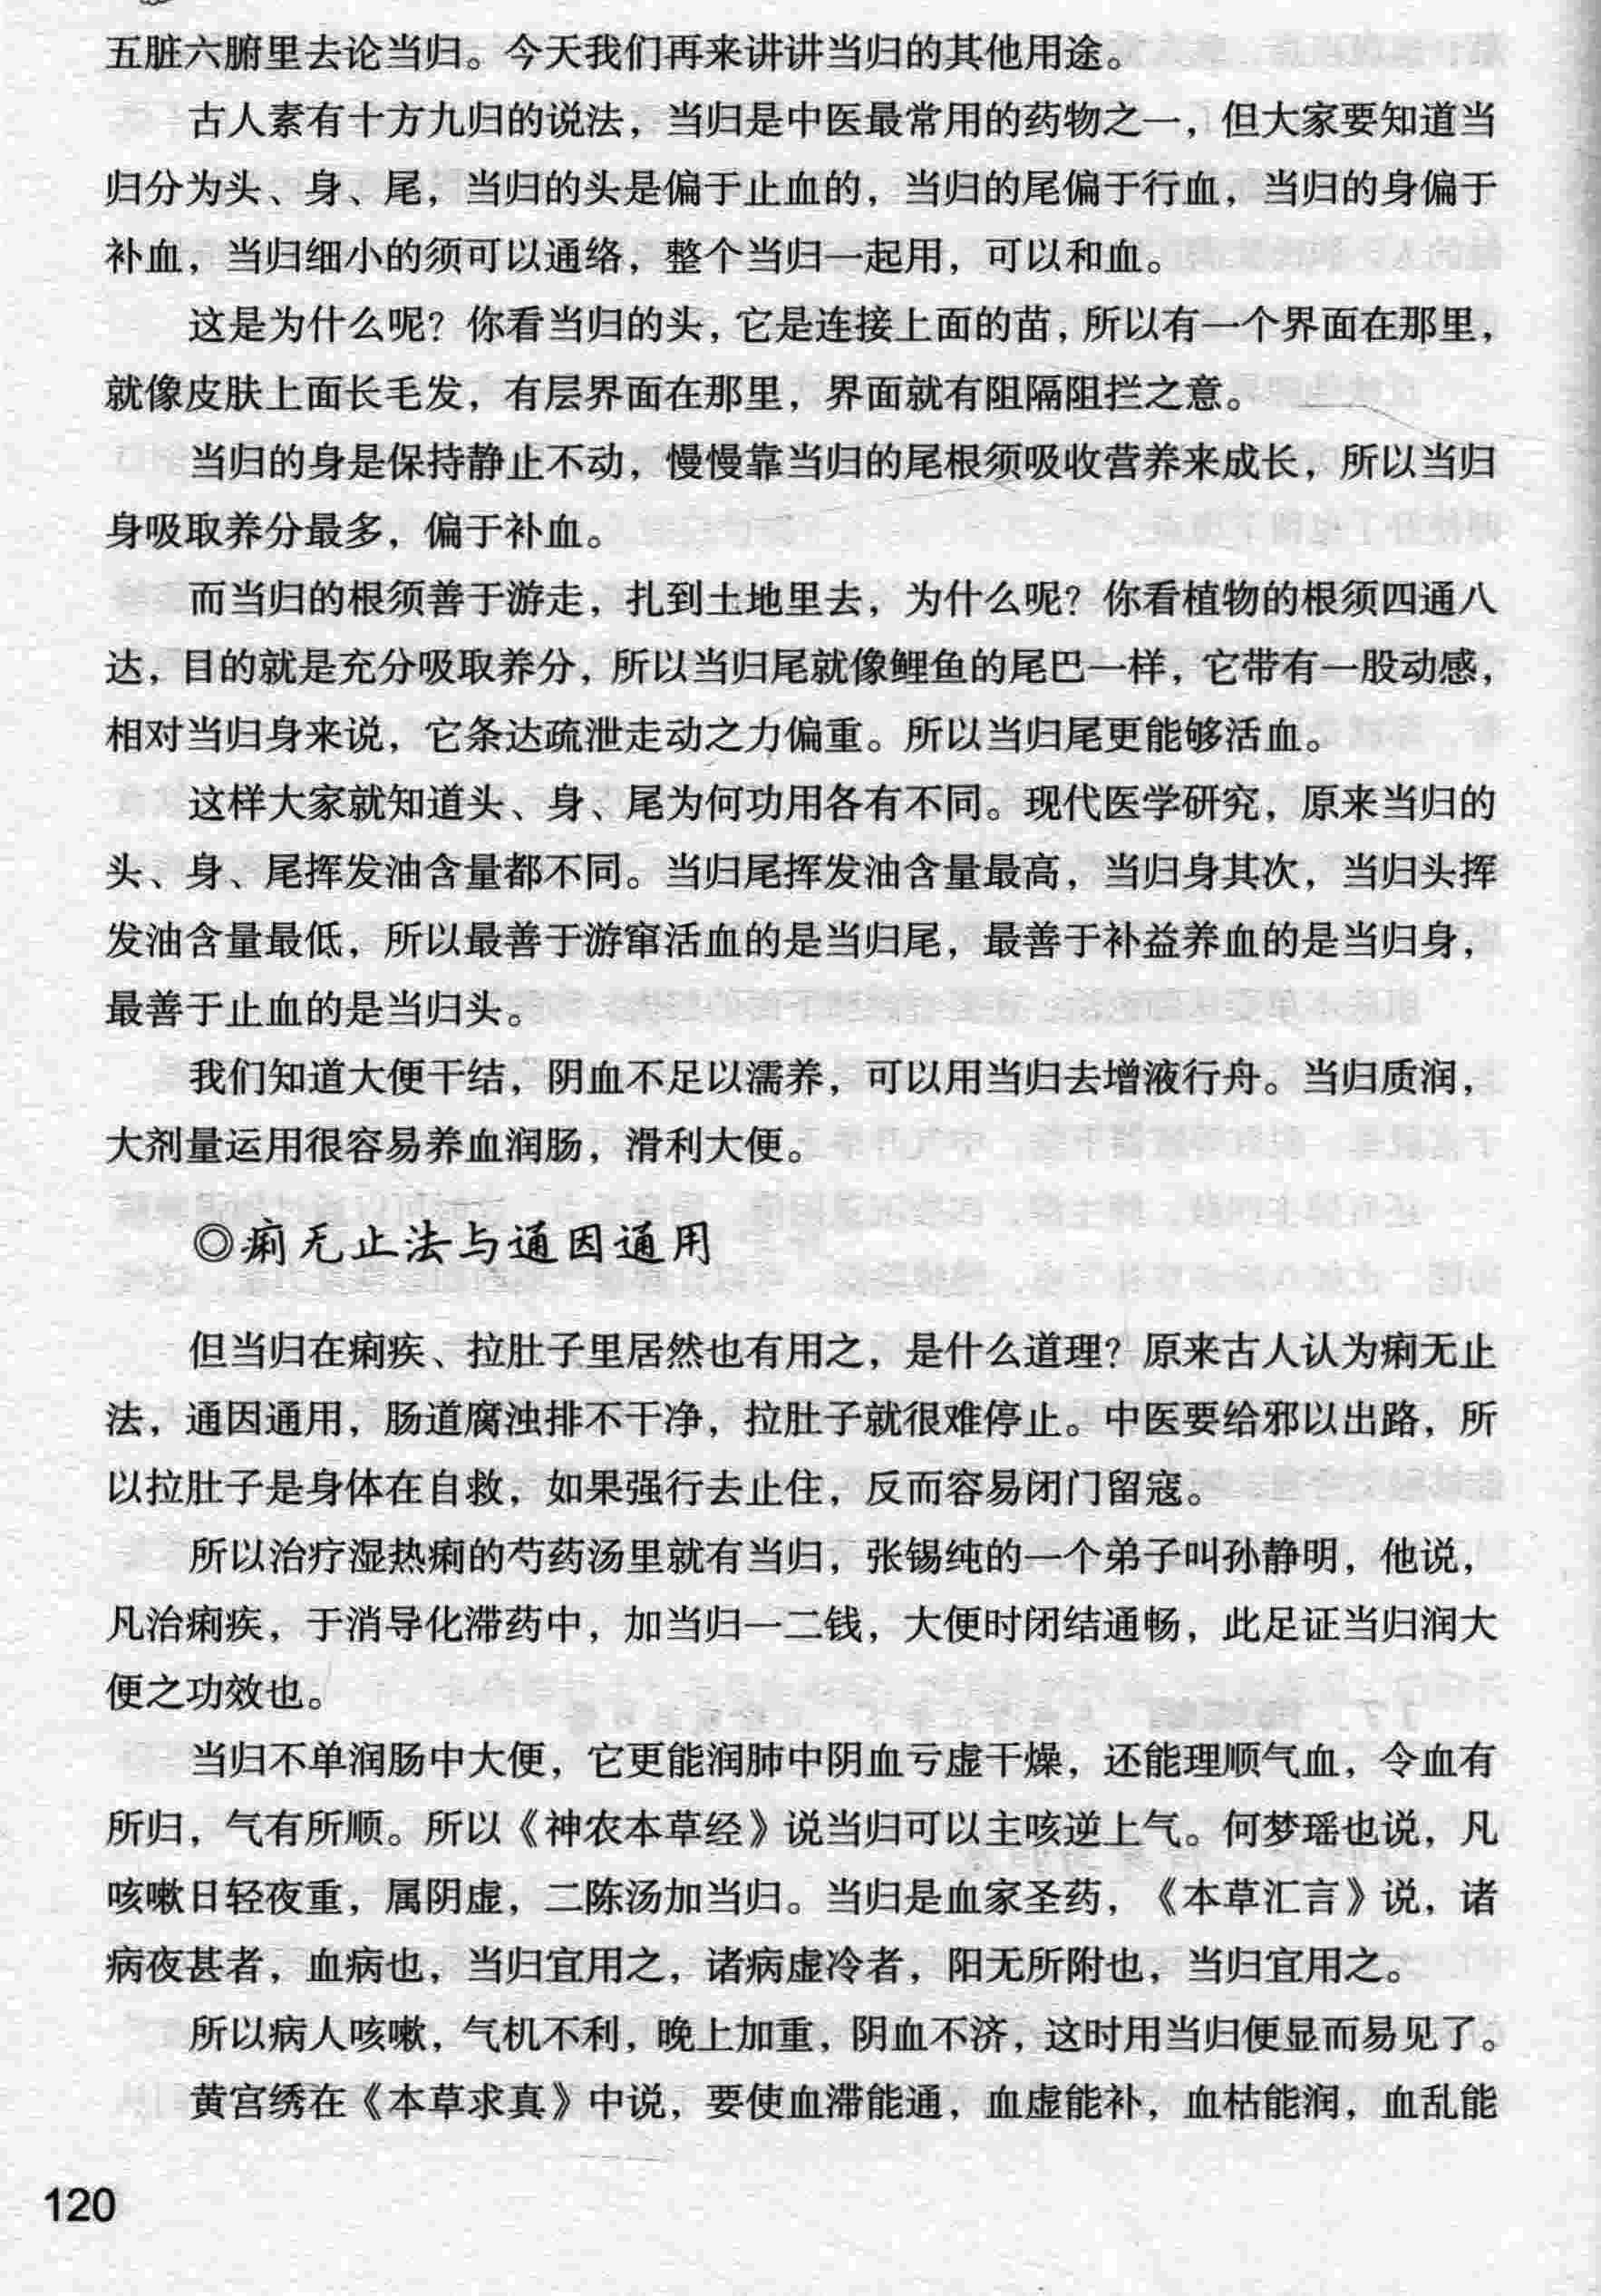 五脏六腑里去论当归。今天我们再来讲讲当归的其他用途。
古人素有十方九归的说法，当归是中医最常用的药物之一，但大家要知道当
归分为头、身、尾，当归的头是偏于止血的，当归的尾偏于行血，当归的身偏于
补血，当归细小的须可以通络，整个当归一起用，可以和血。
这是为什么呢？你看当归的头，它是连接上面的苗，所以有一个界面在那里，
就像皮肤上面长毛发，有层界面在那里，界面就有阻隔阻拦之意。
当归的身是保持静止不动，慢慢靠当归的尾根须吸收营养来成长，所以当归
身吸取养分最多，偏于补血。
而当归的根须善于游走，扎到土地里去，为什么呢？你看植物的根须四通八
达，目的就是充分吸取养分，所以当归尾就像鲤鱼的尾巴一样，它带有一股动感，
相对当归身来说，它条达疏泄走动之力偏重。所以当归尾更能够活血。
这样大家就知道头、身、尾为何功用各有不同。现代医学研究，原来当归的
头、身、尾挥发油含量都不同。当归尾挥发油含量最高，当归身其次，当归头挥
发油含量最低，所以最善于游窜活血的是当归尾，最善于补益养血的是当归身，
最善于止血的是当归头。
我们知道大便干结，阴血不足以濡养，可以用当归去增液行舟。当归质润，
大剂量运用很容易养血润肠，滑利大便。
◎痢无止法与通因通用
但当归在痢疾、拉肚子里居然也有用之，是什么道理？原来古人认为痢无止
法，通因通用，肠道腐浊排不干净，拉肚子就很难停止。中医要给邪以出路，所
以拉肚子是身体在自救，如果强行去止住，反而容易闭门留寇。
所以治疗湿热痢的芍药汤里就有当归，张锡纯的一个弟子叫孙静明，他说，
凡治痢疾，于消导化滞药中，加当归一二钱，大便时闭结通畅，此足证当归润大
便之功效也。
当归不单润肠中大便，它更能润肺中阴血亏虚干燥，还能理顺气血，令血有
所归，气有所顺。所以《神农本草经》说当归可以主咳逆上气。何梦瑶也说，凡
咳嗽日轻夜重，属阴虚，二陈汤加当归。当归是血家圣药，《本草汇言》说，诸
病夜甚者，血病也，当归宜用之，诸病虚冷者，阳无所附也，当归宜用之。
所以病人咳嗽，气机不利，晚上加重，阴血不济，这时用当归便显而易见了。
黄宫绣在《本草求真》中说，要使血滞能通，血虚能补，血枯能润，血乱能
120